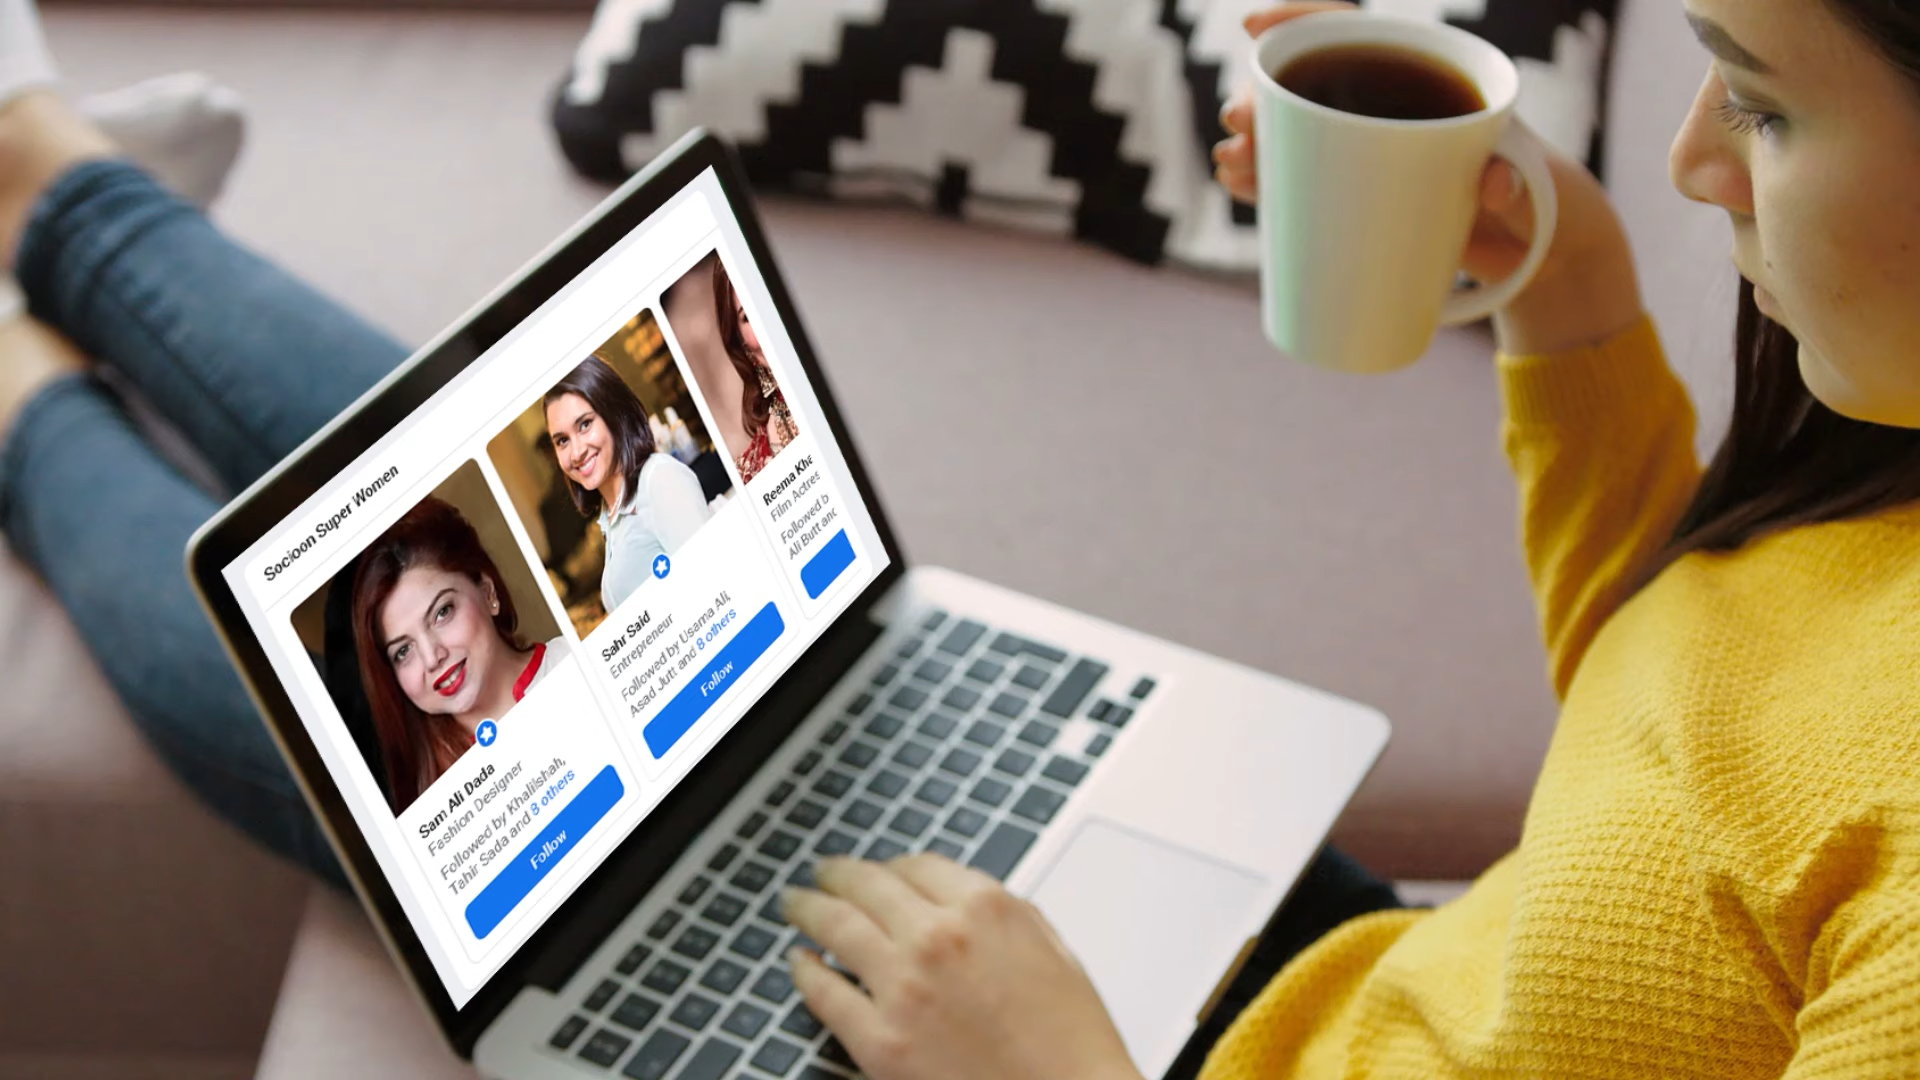 Socioon Super Women
Sam Ali Dada
Fashion Designer
Followed by Khalilshah,
Tahir Sada and 8 others
Follow
Sahr Said
Entrepreneur
Followed by Usama Ali,
Asad Jutt and 8 others
Follow
Reema Kha
Film Actres
Followed b
Ali Butt and